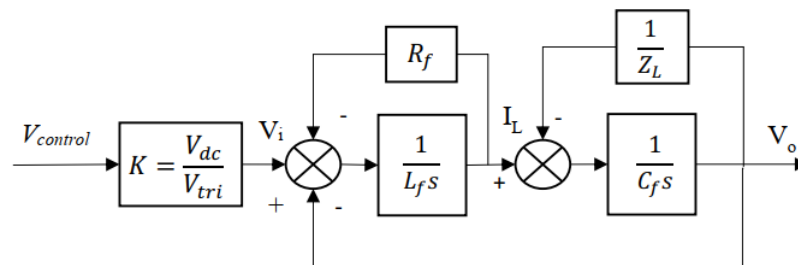 R_f
-
1
Z_L
-
V_control
K = V_dc
V_tri
V_i
+
-
1
L_f s
I_L
+
1
C_f s
V_o